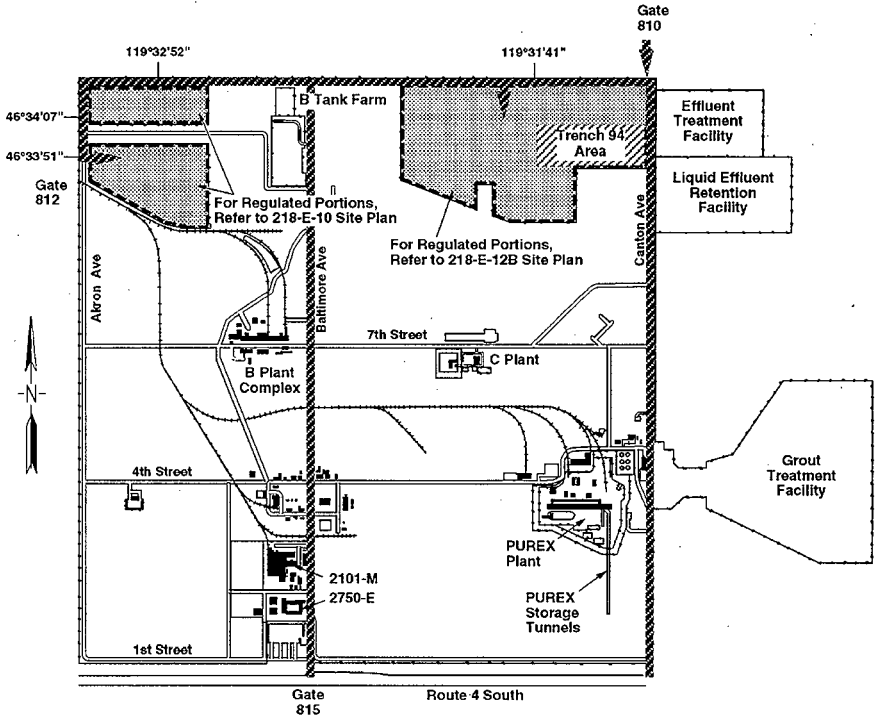 Gate
810
119°32'52"
119°31'41"
B Tank Farm
46°34'07"
Effluent
Treatment
Facility
Trench 94
Area
46°33'51"
Gate
812
Liquid Effluent
Retention
Facility
For Regulated Portions,
Refer to 218-E-10 Site Plan
For Regulated Portions,
Refer to 218-E-12B Site Plan
Canton Ave
Akron Ave
Baltimore Ave
7th Street
C Plant
B Plant
Complex
-N-
4th Street
Grout
Treatment
Facility
PUREX
Plant
2101-M
2750-E
PUREX
Storage
Tunnels
1st Street
Gate
815
Route 4 South